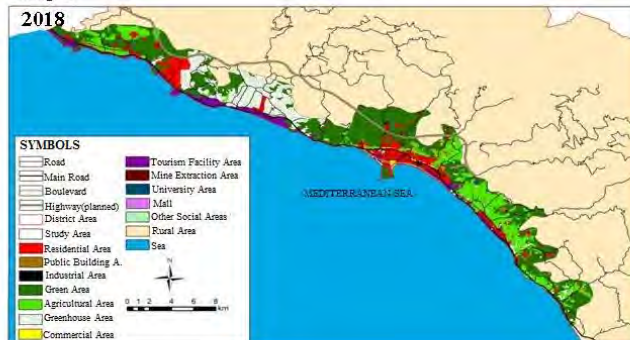 2018
MEDITERRANEAN SEA
SYMBOLS
Road
Main Road
Boulevard
Highway(planned)
District Area
Study Area
Residential Area
Public Building A.
Industrial Area
Green Area
Agricultural Area
Greenhouse Area
Commercial Area
Tourism Facility Area
Mine Extraction Area
University Area
Mall
Other Social Areas
Rural Area
Sea
0 1 2 4 6 8
km